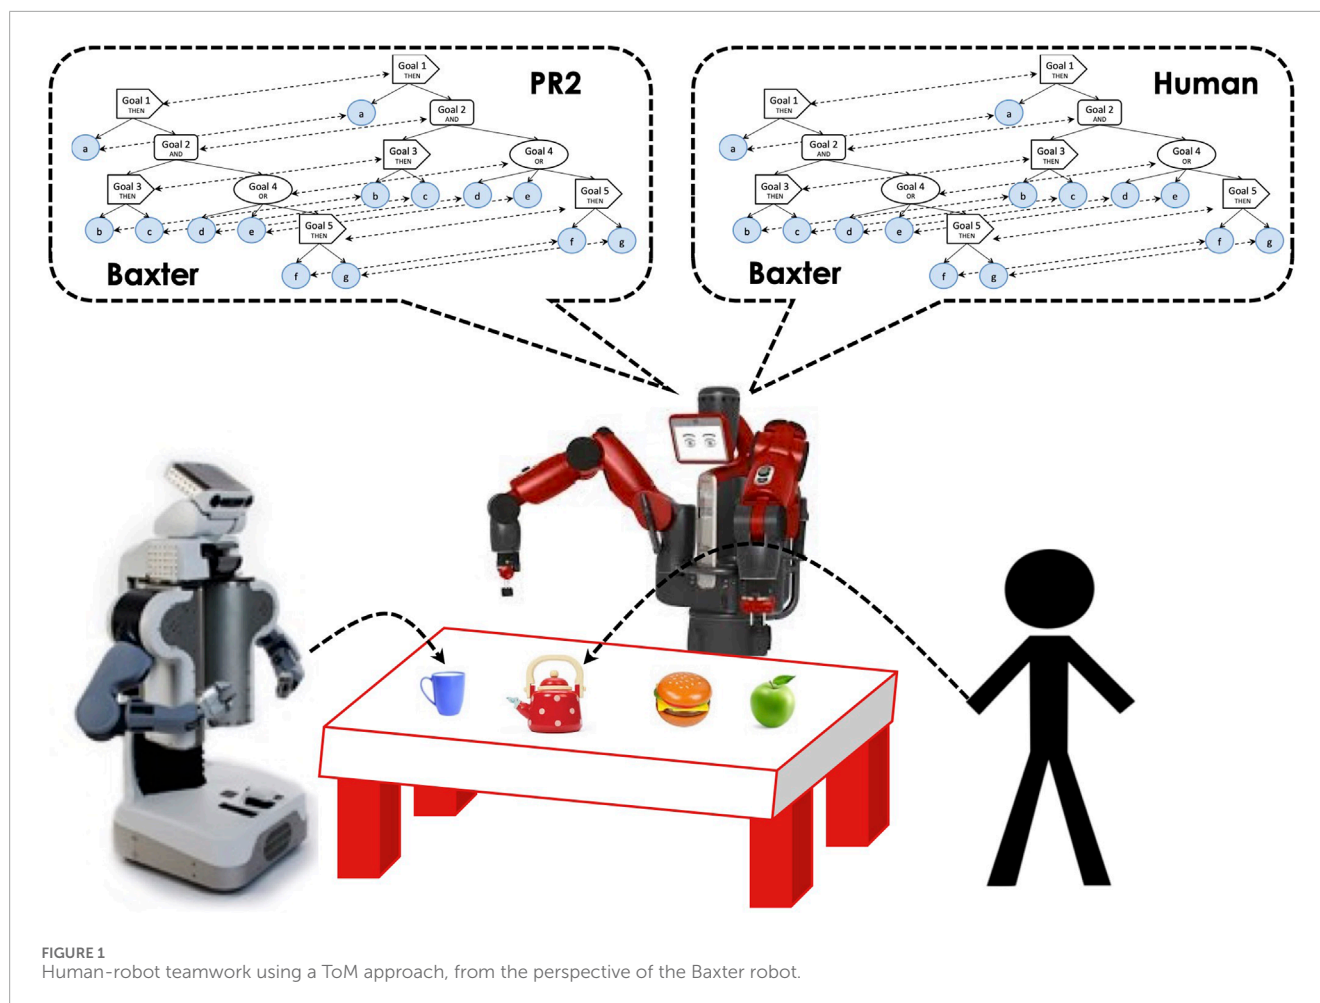 Goal 1
THEN
PR2
Goal 1
THEN
a
Goal 2
AND
a
Goal 2
AND
Goal 3
THEN
Goal 4
OR
Goal 3
THEN
Goal 4
OR
b
c
d
e
Goal 5
THEN
b
c
d
e
Goal 5
THEN
f
g
Baxter
f
g
Goal 1
THEN
Human
Goal 1
THEN
a
Goal 2
AND
a
Goal 2
AND
Goal 3
THEN
Goal 4
OR
Goal 3
THEN
Goal 4
OR
b
c
d
e
Goal 5
THEN
b
c
d
e
Goal 5
THEN
f
g
Baxter
f
g
FIGURE 1
Human-robot teamwork using a ToM approach, from the perspective of the Baxter robot.